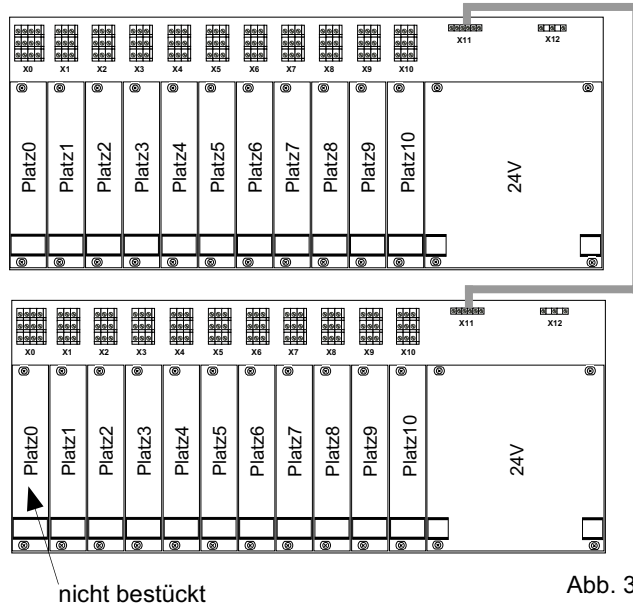 X0 X1 X2 X3 X4 X5 X6 X7 X8 X9 X10 X11 X12
Platz0 Platz1 Platz2 Platz3 Platz4 Platz5 Platz6 Platz7 Platz8 Platz9 Platz10 24V
X0 X1 X2 X3 X4 X5 X6 X7 X8 X9 X10 X11 X12
Platz0 Platz1 Platz2 Platz3 Platz4 Platz5 Platz6 Platz7 Platz8 Platz9 Platz10 24V
nicht bestückt
Abb. 3